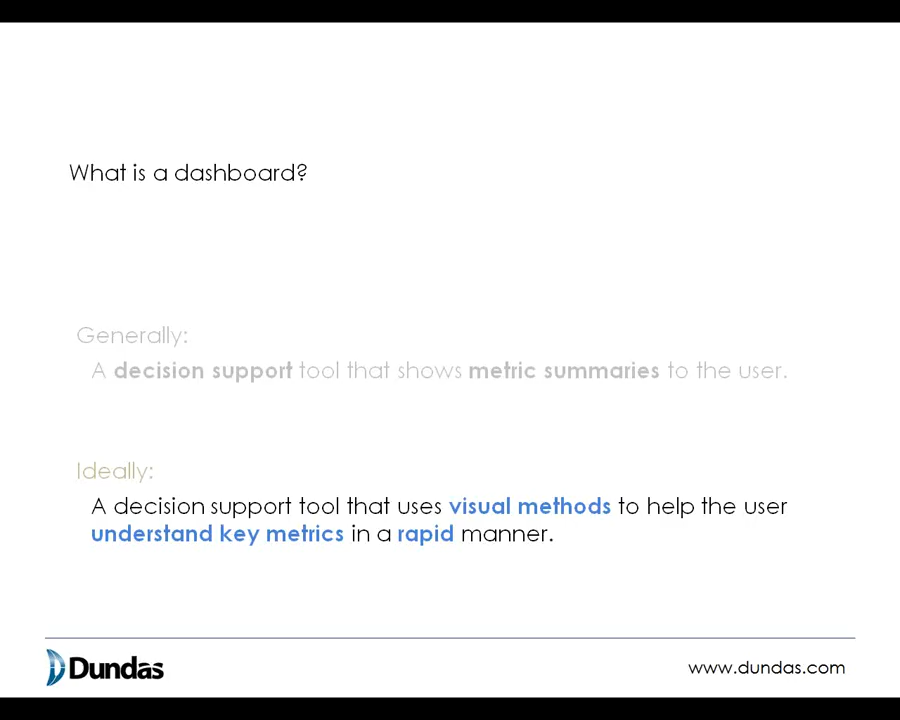 What is a dashboard?
Generally:
A decision support tool that shows metric summaries to the user.
Ideally:
A decision support tool that uses visual methods to help the user
understand key metrics in a rapid manner.
Dundas
www.dundas.com